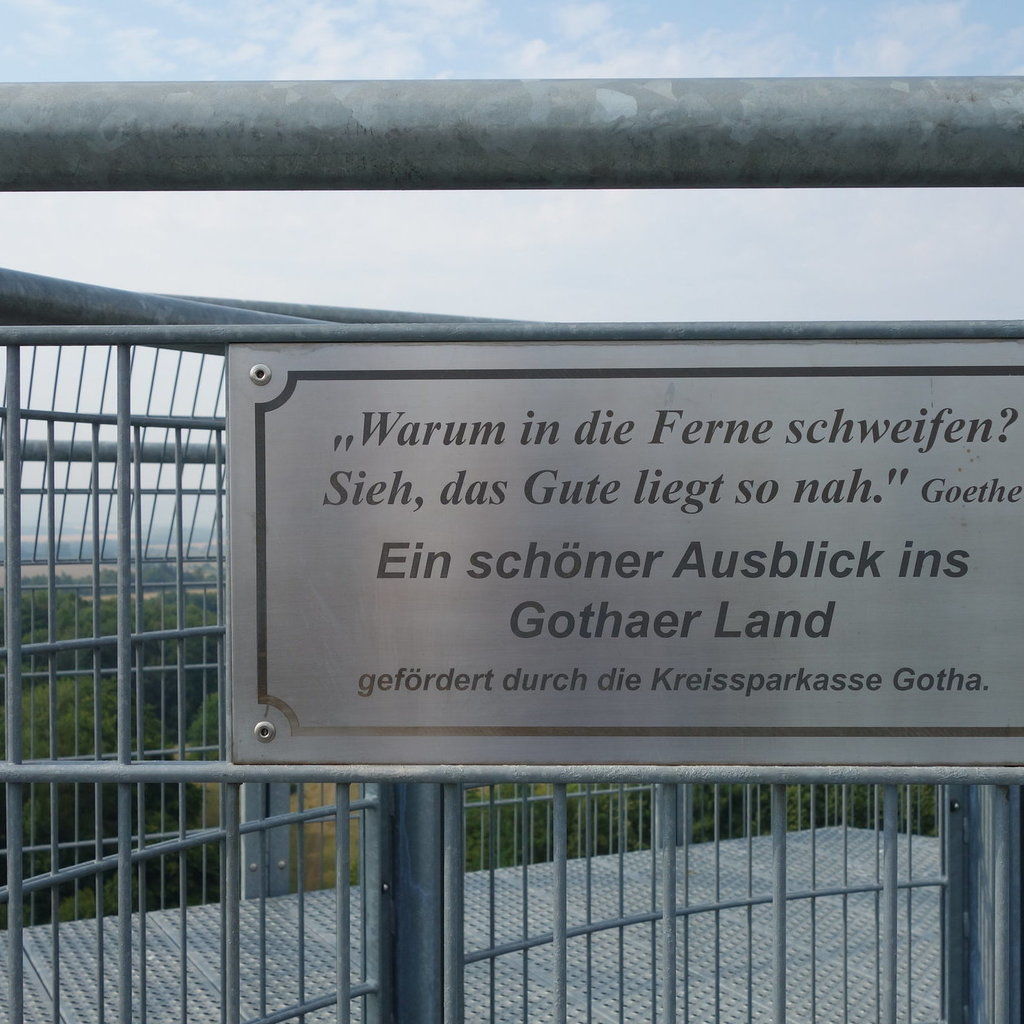 „Warum in die Ferne schweifen?
Sieh, das Gute liegt so nah." Goethe
Ein schöner Ausblick ins
Gothaer Land
gefördert durch die Kreissparkasse Gotha.